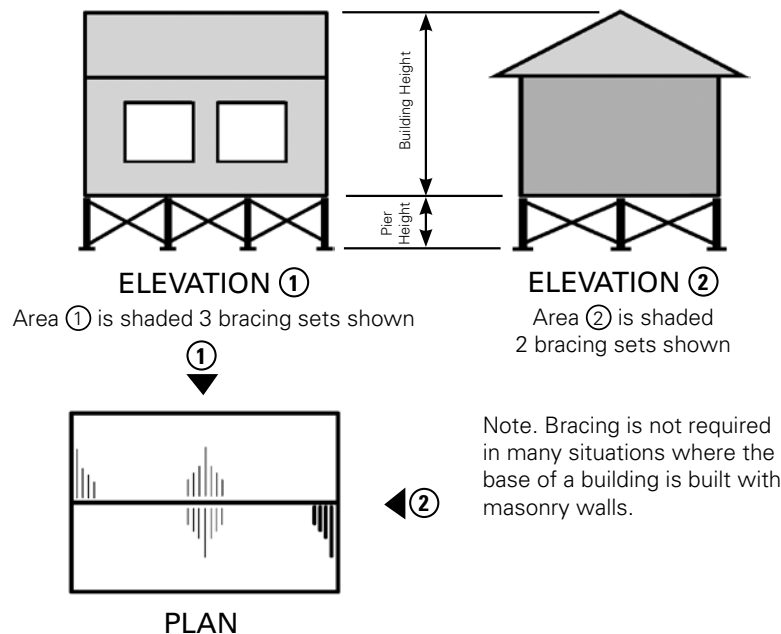 Building Height
Pier
Height
ELEVATION ①
Area ① is shaded 3 bracing sets shown
ELEVATION ②
Area ② is shaded
2 bracing sets shown
①
②
PLAN
Note. Bracing is not required
in many situations where the
base of a building is built with
masonry walls.